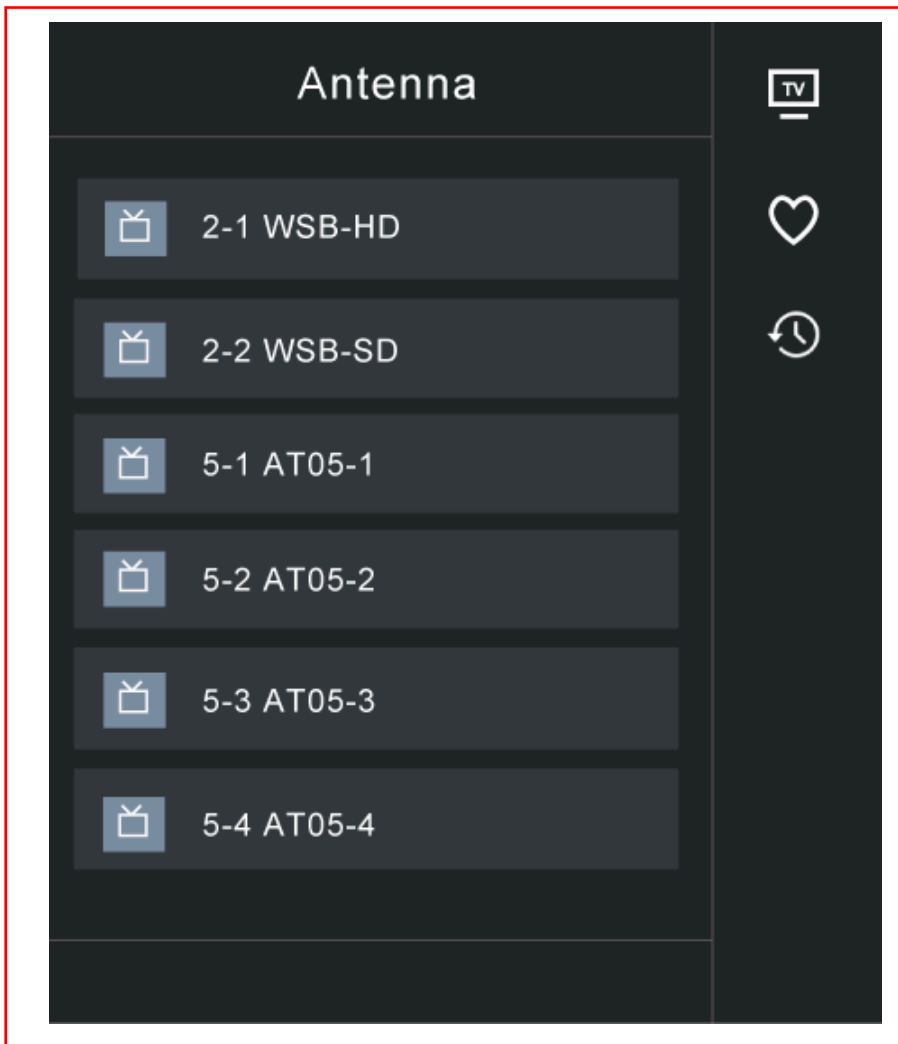 Antenna
TV
2-1 WSB-HD
2-2 WSB-SD
5-1 AT05-1
5-2 AT05-2
5-3 AT05-3
5-4 AT05-4